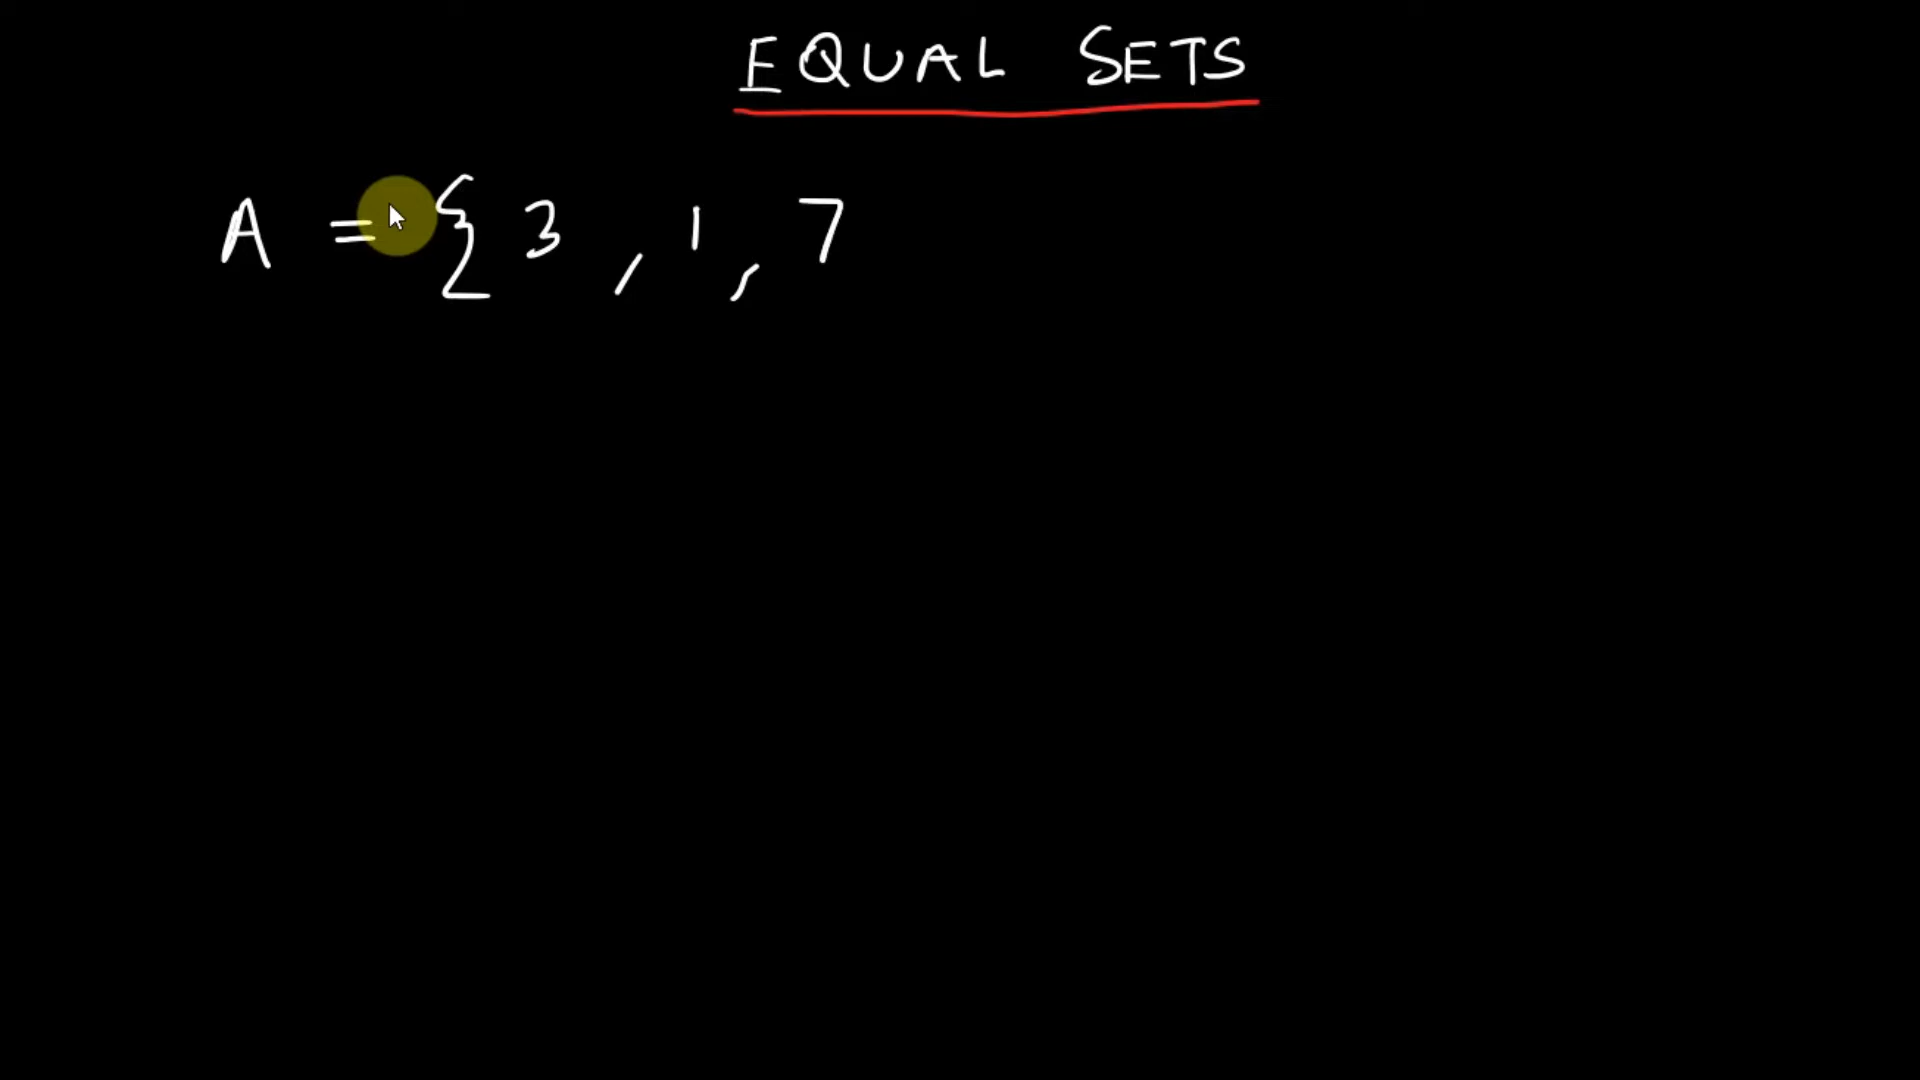 EQUAL SETS
A = { 3 , 1 , 7